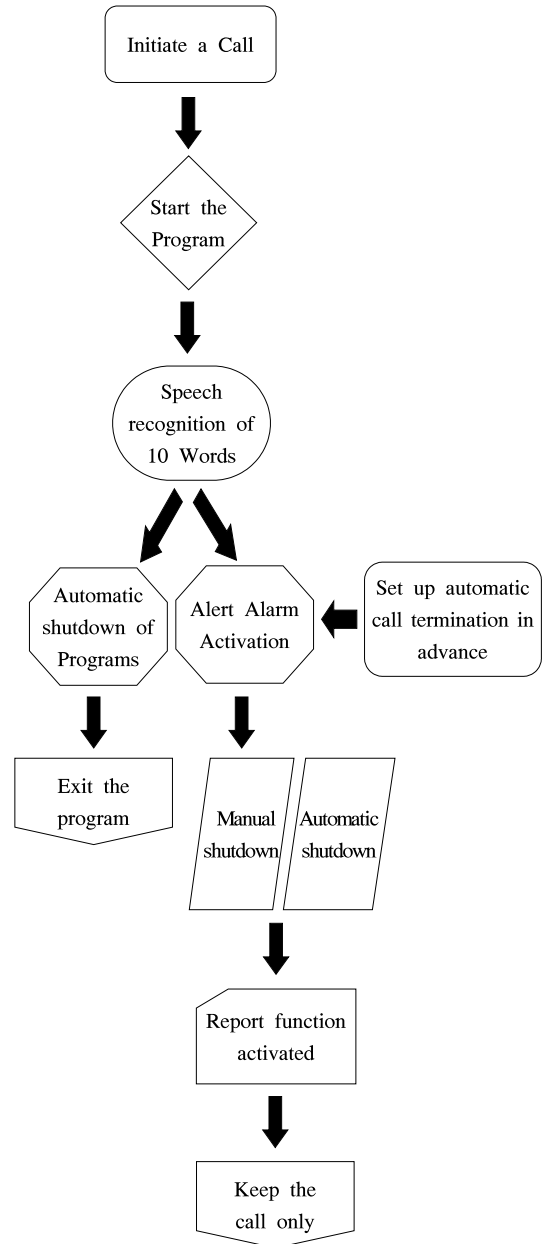 Initiate a Call
Start the
Program
Speech
recognition of
10 Words
Automatic
shutdown of
Programs
Alert Alarm
Activation
Set up automatic
call termination in
advance
Exit the
program
Manual
shutdown
Automatic
shutdown
Report function
activated
Keep the
call only